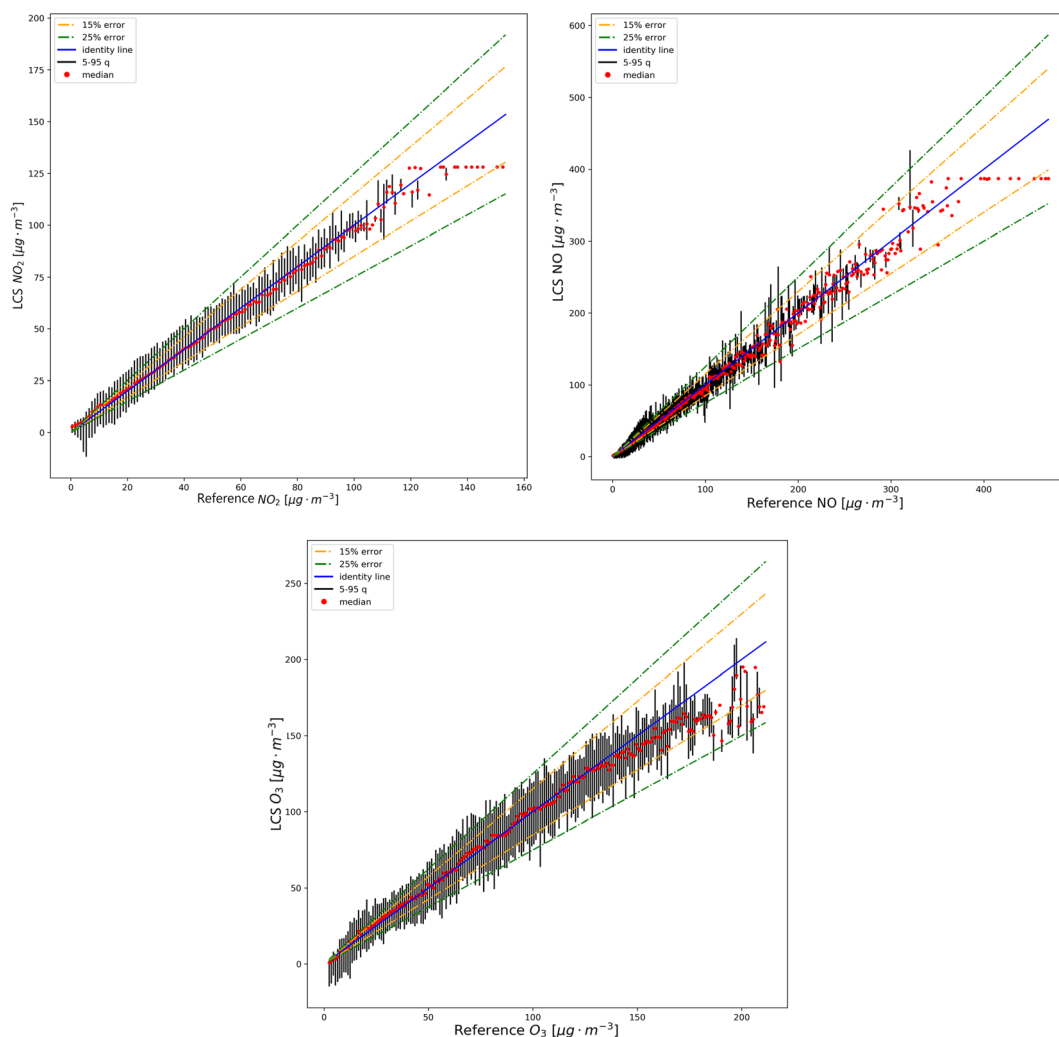 200
175
150
125
100
75
50
25
0
LCS NO₂ [μg · m⁻³]
15% error
25% error
identity line
5-95 q
median
0 20 40 60 80 100 120 140 160
Reference NO₂ [μg · m⁻³]
600
500
400
300
200
100
0
LCS NO [μg · m⁻³]
15% error
25% error
identity line
5-95 q
median
0 100 200 300 400
Reference NO [μg · m⁻³]
250
200
150
100
50
0
LCS O₃ [μg · m⁻³]
15% error
25% error
identity line
5-95 q
median
0 50 100 150 200
Reference O₃ [μg · m⁻³]